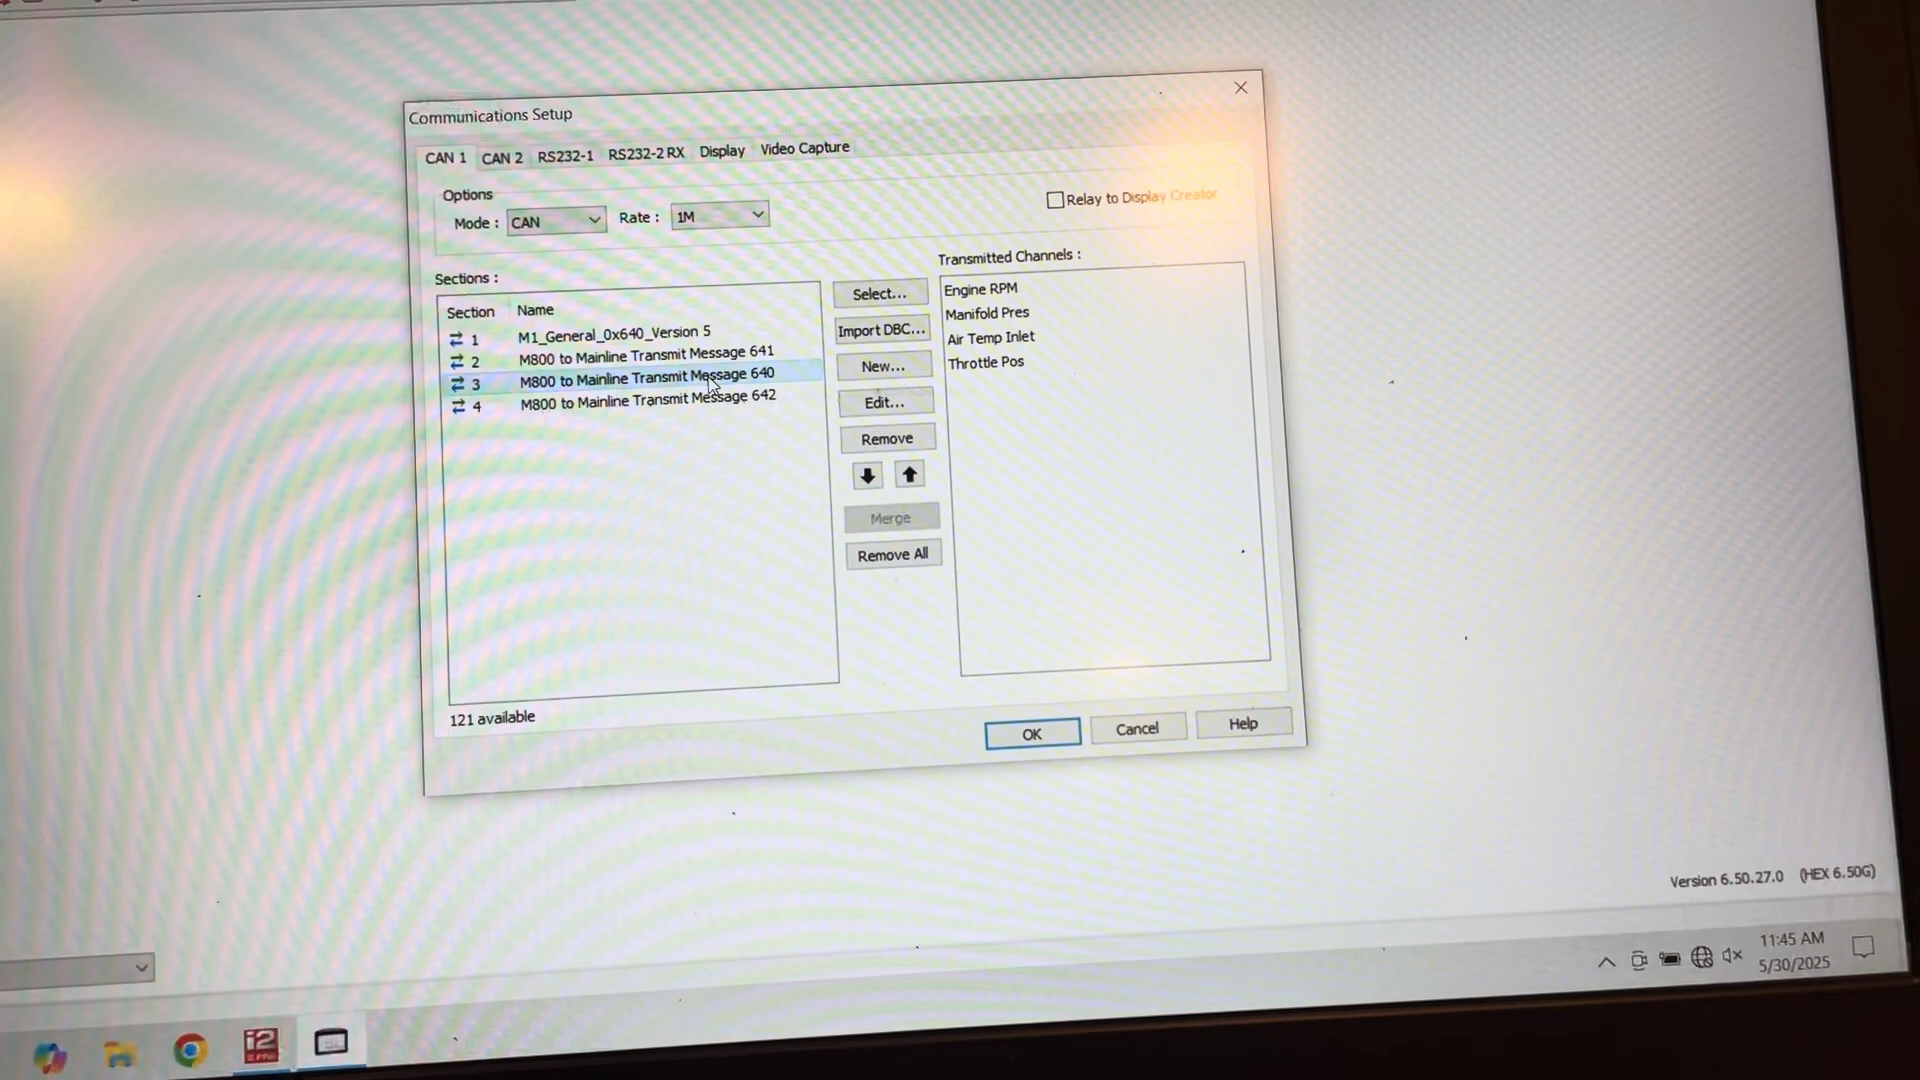 Communications Setup
CAN 1 CAN 2 RS232-1 RS232-2 RX Display Video Capture
Options
Mode : CAN Rate : 1M
Relay to Display Creator
Sections :
Section Name
1 M1_General_0x640_Version 5
2 M800 to Mainline Transmit Message 641
3 M800 to Mainline Transmit Message 640
4 M800 to Mainline Transmit Message 642
121 available
Select...
Import DBC...
New...
Edit...
Remove
Merge
Remove All
Transmitted Channels :
Engine RPM
Manifold Pres
Air Temp Inlet
Throttle Pos
OK Cancel Help
Version 6.50.27.0 (HEX 6.50G)
11:45 AM
5/30/2025
i2